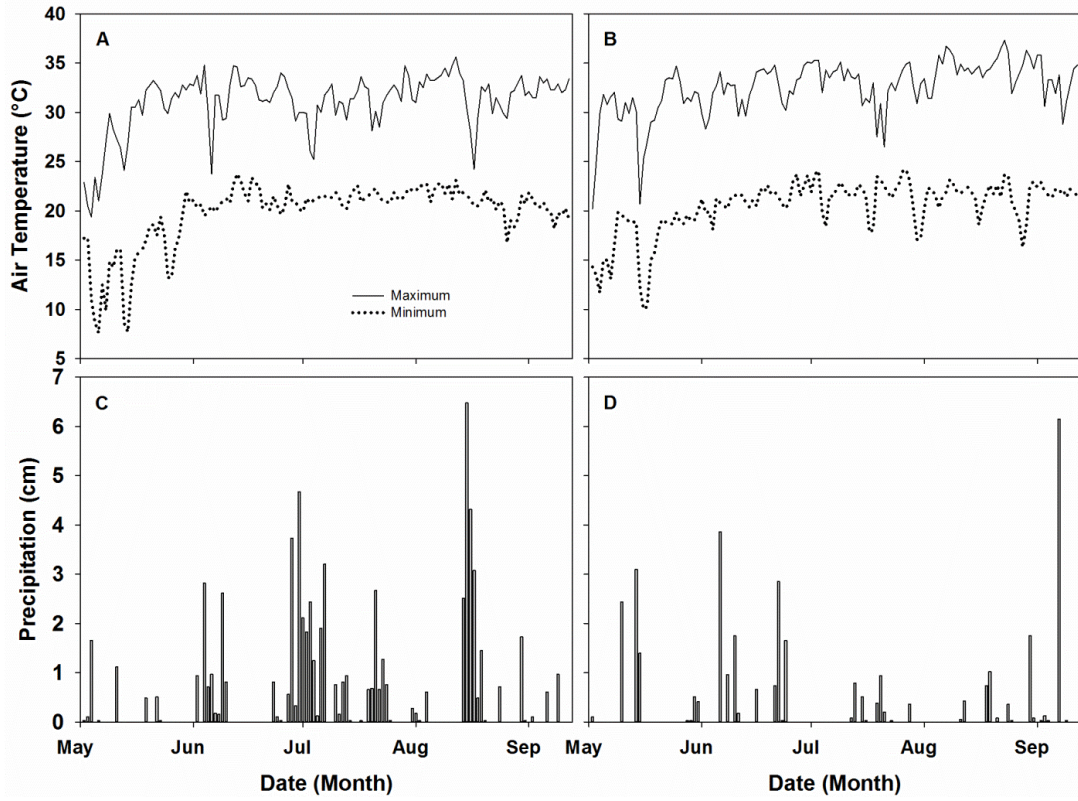 A
B
Air Temperature (°C)
40
35
30
25
20
15
10
5
Maximum
Minimum
C
D
Precipitation (cm)
7
6
5
4
3
2
1
0
May
Jun
Jul
Aug
Sep
May
Jun
Jul
Aug
Sep
Date (Month)
Date (Month)